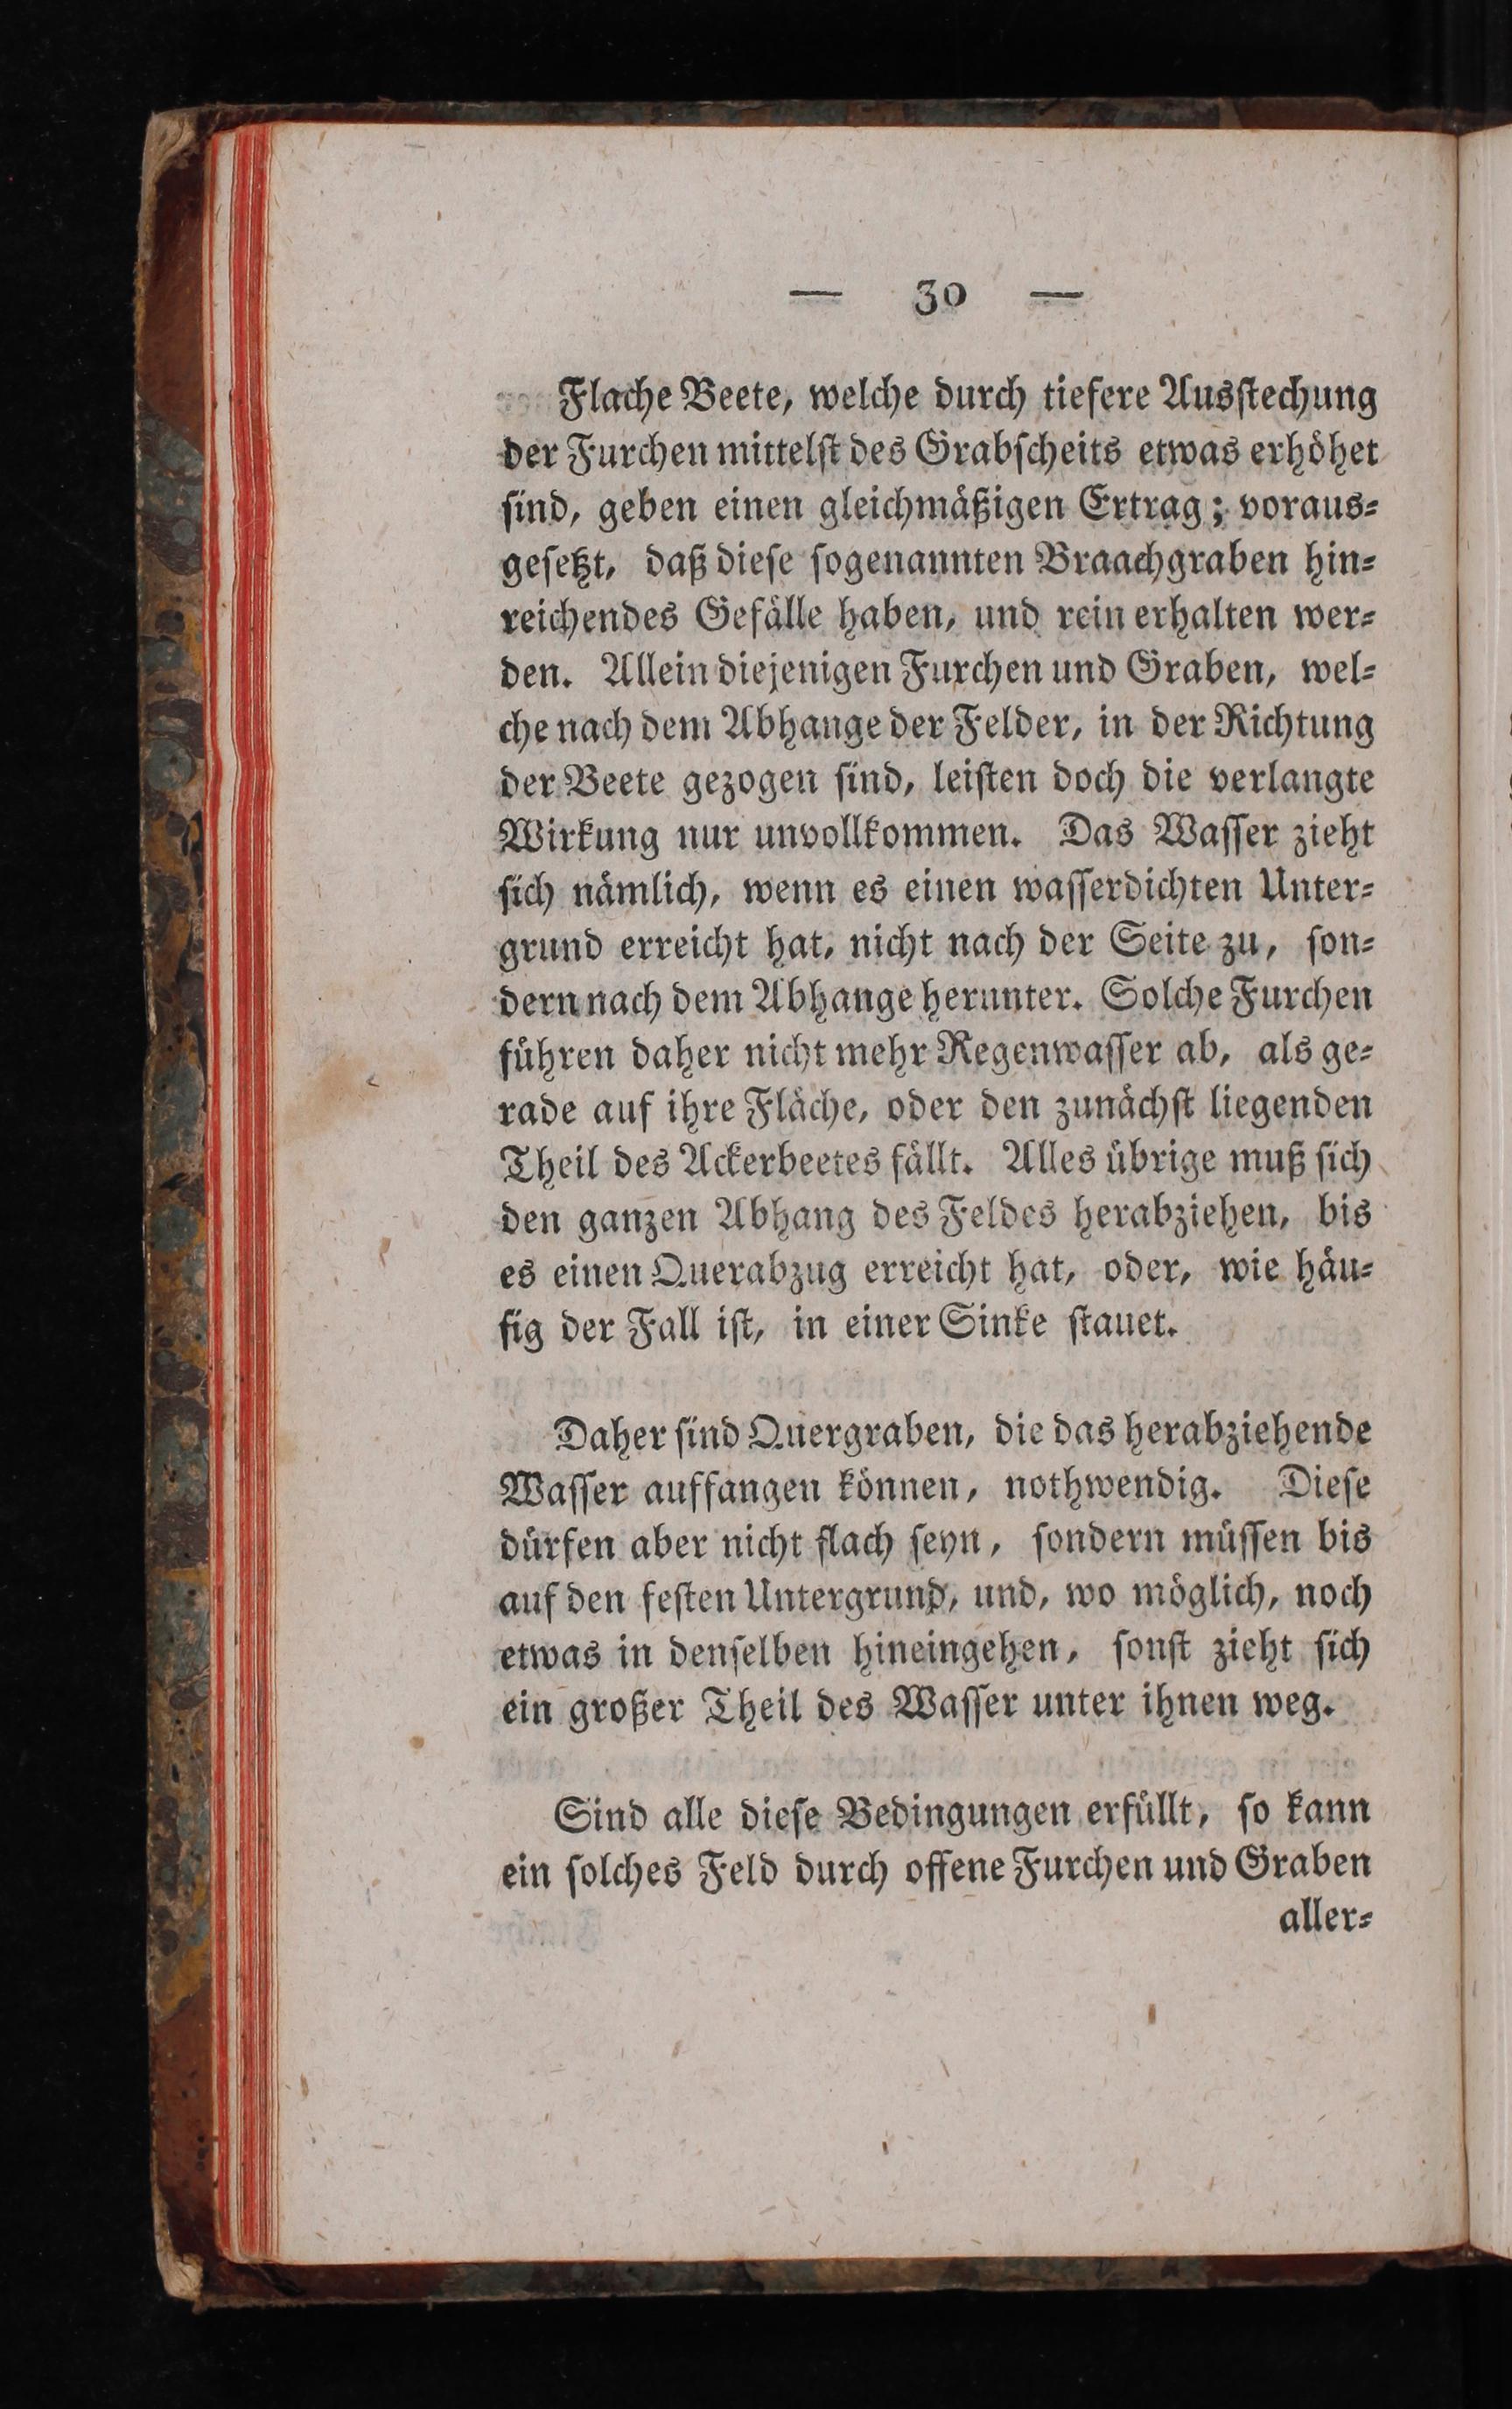 — 30 —
Flache Beete, welche durch tiefere Ausſtechung
der Furchen mittelſt des Grabſcheits etwas erhöhet
ſind, geben einen gleichmäßigen Ertrag; voraus⸗
geſetzt, daß dieſe ſogenannten Braachgraben hin⸗
reichendes Gefälle haben, und rein erhalten wer⸗
den. Allein diejenigen Furchen und Graben, wel⸗
che nach dem Abhange der Felder, in der Richtung
der Beete gezogen ſind, leiſten doch die verlangte
Wirkung nur unvollkommen. Das Waſſer zieht
ſich nämlich, wenn es einen waſſerdichten Unter⸗
grund erreicht hat, nicht nach der Seite zu, ſon⸗
dern nach dem Abhange herunter. Solche Furchen
führen daher nicht mehr Regenwaſſer ab, als ge⸗
rade auf ihre Fläche, oder den zunächſt liegenden
Theil des Ackerbeetes fällt. Alles übrige muß ſich
den ganzen Abhang des Feldes herabziehen, bis
es einen Querabzug erreicht hat, oder, wie häu⸗
fig der Fall iſt, in einer Sinke ſtauet.
Daher ſind Quergraben, die das herabziehende
Waſſer auffangen können, nothwendig. Dieſe
dürfen aber nicht flach ſeyn, ſondern müſſen bis
auf den feſten Untergrund, und, wo möglich, noch
etwas in denſelben hineingehen, ſonſt zieht ſich
ein großer Theil des Waſſer unter ihnen weg.
Sind alle dieſe Bedingungen erfüllt, ſo kann
ein ſolches Feld durch offene Furchen und Graben
aller⸗